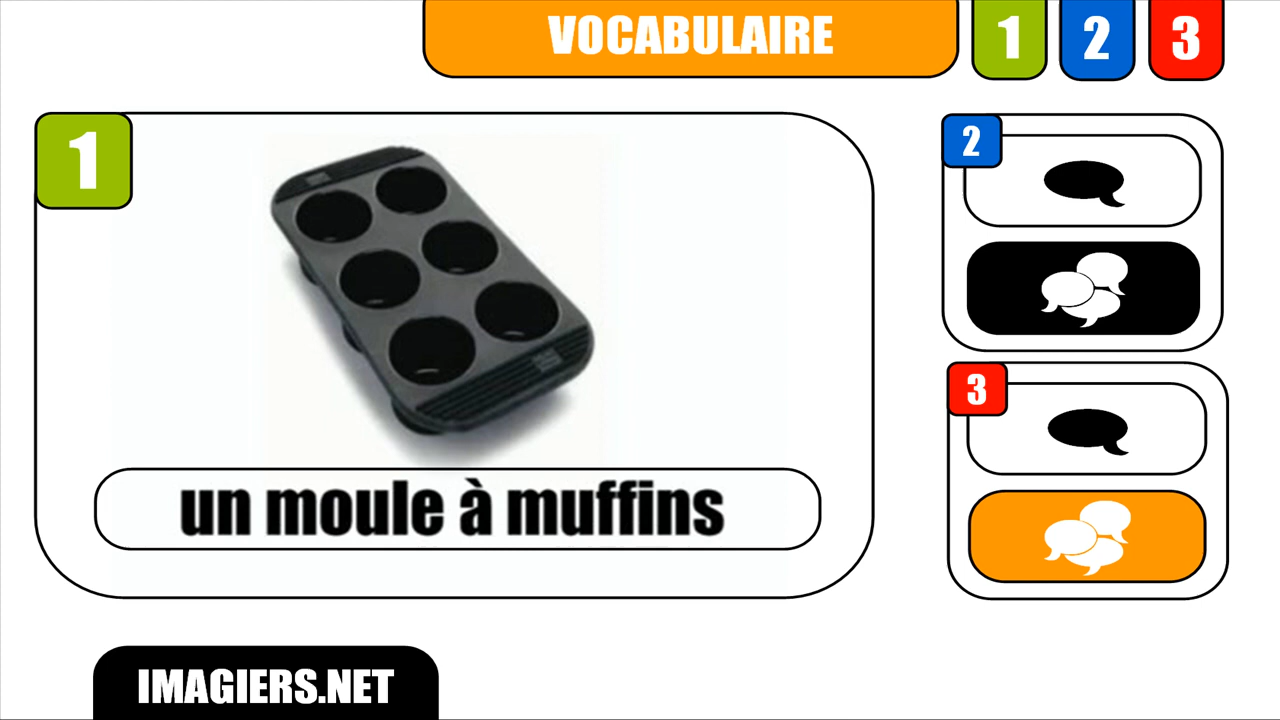 VOCABULAIRE
1
2
3
1
un moule à muffins
2
3
IMAGIERS.NET